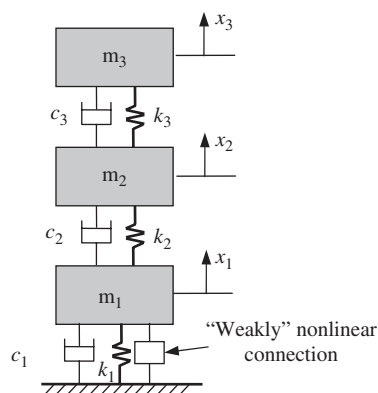 x3
m3
c3
k3
x2
m2
c2
k2
x1
m1
"Weakly" nonlinear
connection
c1
k1